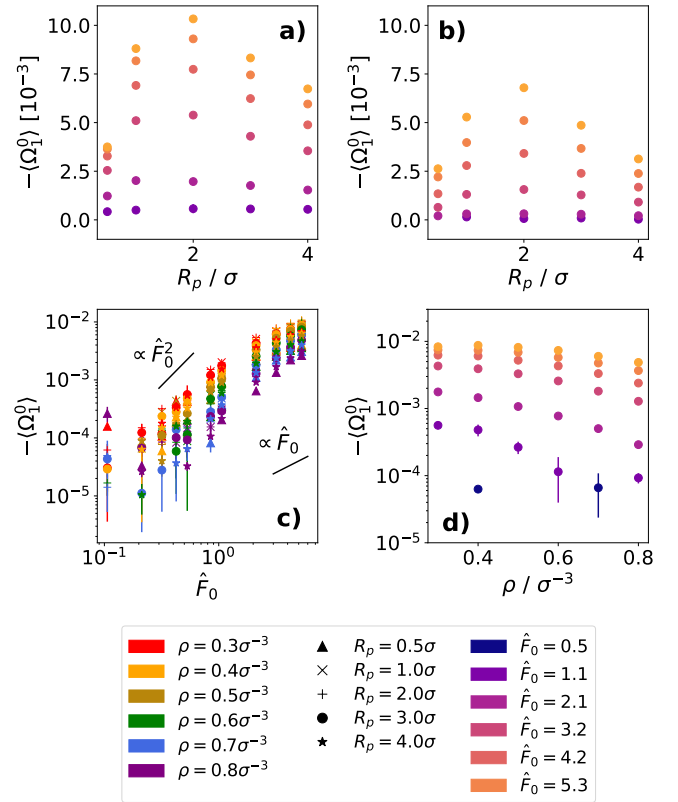 a)
10.0
7.5
5.0
2.5
0.0
−⟨Ω₁⁰⟩ [10⁻³]
2
4
R_p / σ
b)
10.0
7.5
5.0
2.5
0.0
−⟨Ω₁⁰⟩ [10⁻³]
2
4
R_p / σ
10⁻²
10⁻³
10⁻⁴
10⁻⁵
−⟨Ω₁⁰⟩
∝ F̂₀²
∝ F̂₀
c)
10⁻¹
10⁰
F̂₀
10⁻²
10⁻³
10⁻⁴
10⁻⁵
−⟨Ω₁⁰⟩
d)
0.4
0.6
0.8
ρ / σ⁻³
ρ = 0.3σ⁻³
ρ = 0.4σ⁻³
ρ = 0.5σ⁻³
ρ = 0.6σ⁻³
ρ = 0.7σ⁻³
ρ = 0.8σ⁻³
R_p = 0.5σ
R_p = 1.0σ
R_p = 2.0σ
R_p = 3.0σ
R_p = 4.0σ
F̂₀ = 0.5
F̂₀ = 1.1
F̂₀ = 2.1
F̂₀ = 3.2
F̂₀ = 4.2
F̂₀ = 5.3